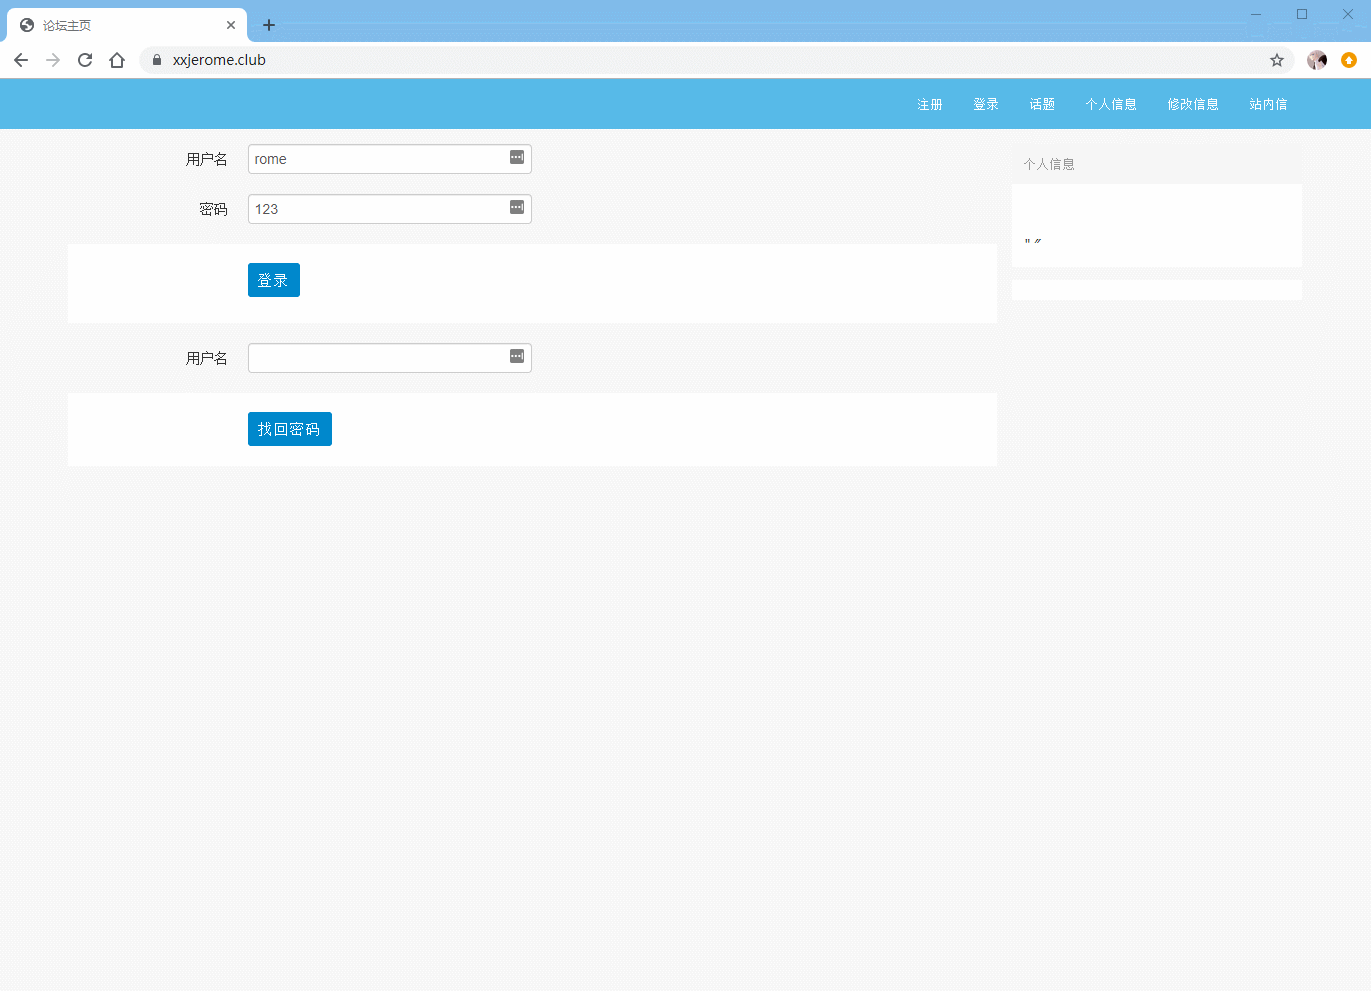 论坛主页
xxjerome.club
注册 登录 话题 个人信息 修改信息 站内信
用户名 rome
个人信息
密码 123
" "
登录
用户名
找回密码